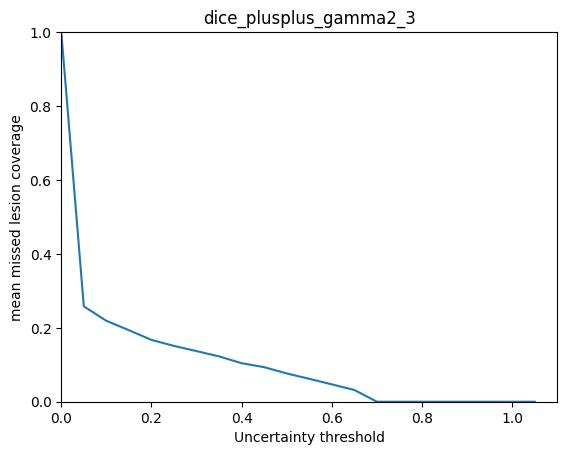 dice_plusplus_gamma2_3
1.0
0.8
0.6
0.4
0.2
0.0
mean missed lesion coverage
0.0 0.2 0.4 0.6 0.8 1.0
Uncertainty threshold